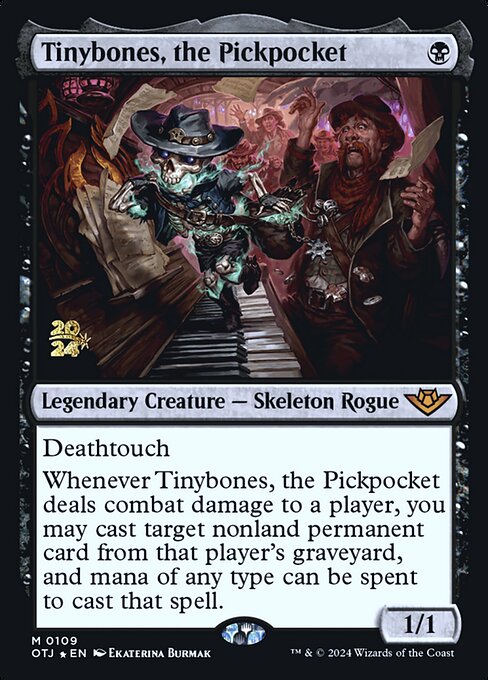 Tinybones, the Pickpocket
20
24
Legendary Creature — Skeleton Rogue
Deathtouch
Whenever Tinybones, the Pickpocket
deals combat damage to a player, you
may cast target nonland permanent
card from that player's graveyard,
and mana of any type can be spent
to cast that spell.
1/1
M 0109
OTJ ★ EN Ekaterina Burmak
™ & © 2024 Wizards of the Coast